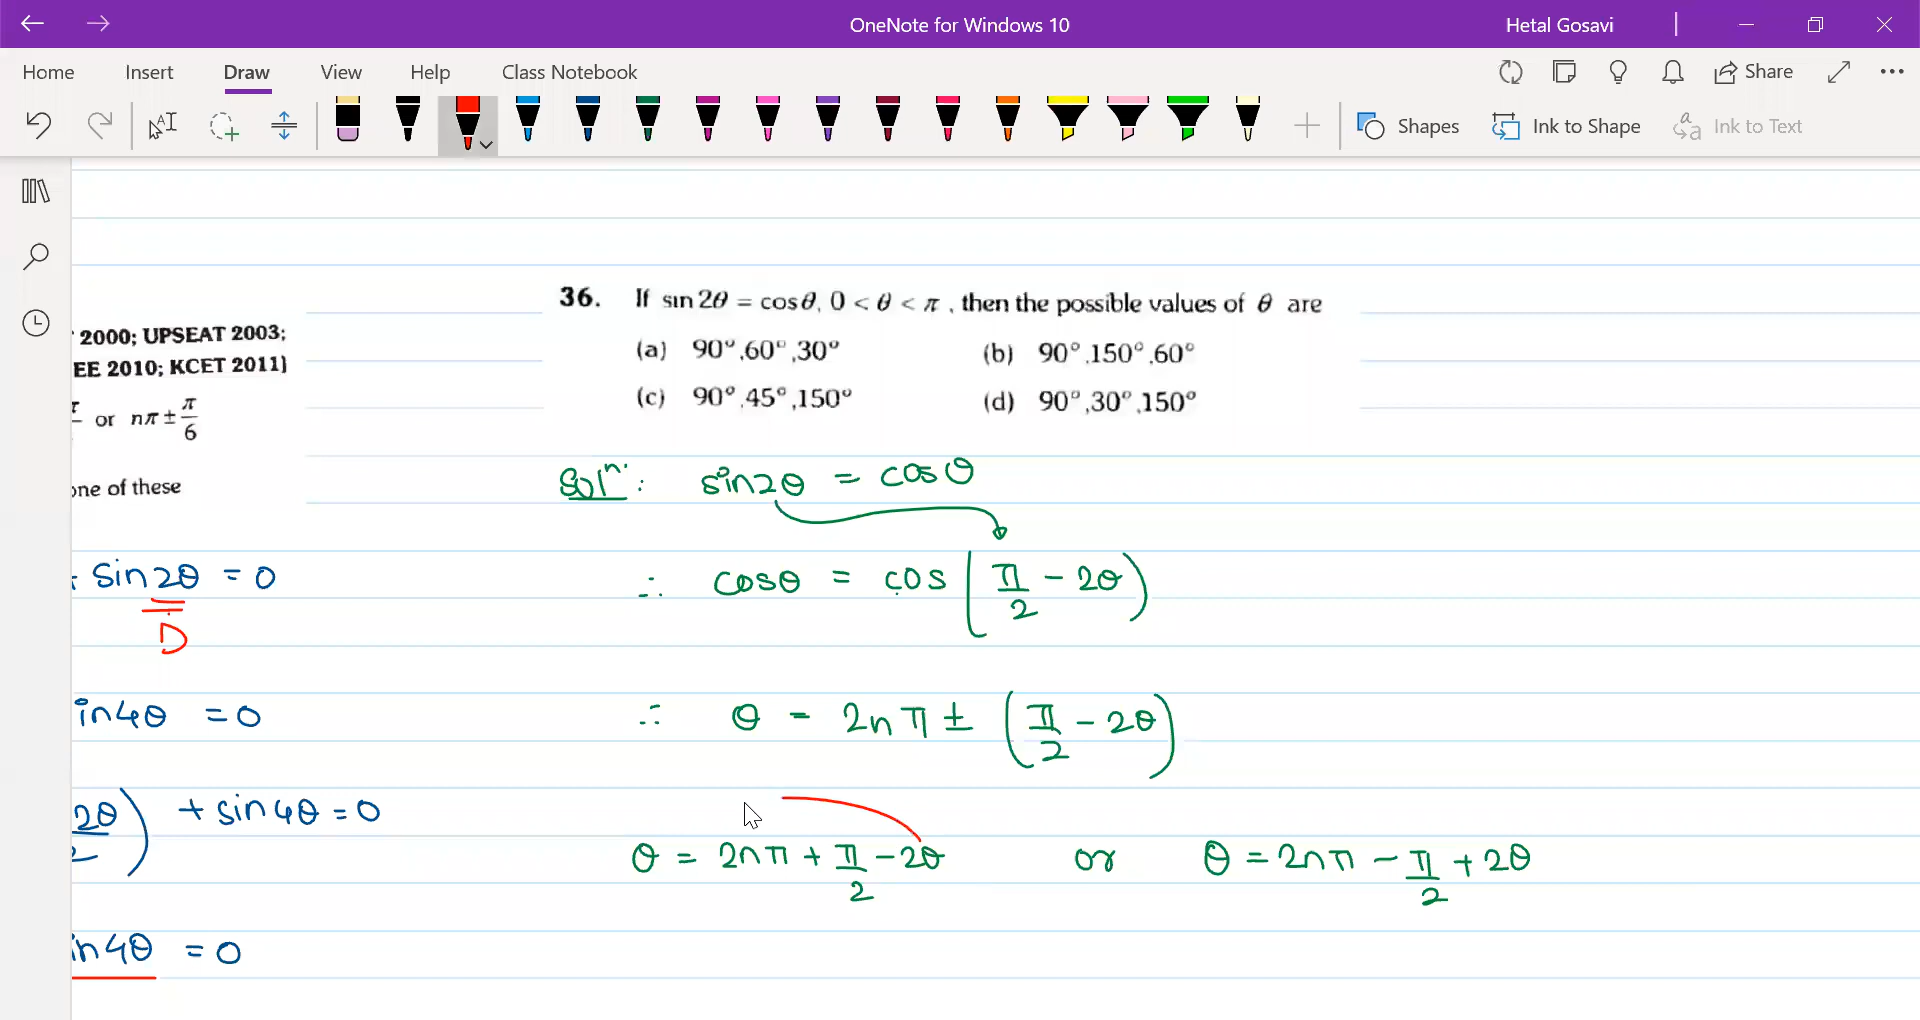 OneNote for Windows 10
Hetal Gosavi
Home Insert Draw View Help Class Notebook
Share
Shapes Ink to Shape Ink to Text
36. If sin 2θ = cos θ, 0 < θ < π , then the possible values of θ are
(a) 90°,60°,30° (b) 90°,150°,60°
(c) 90°,45°,150° (d) 90°,30°,150°
2000; UPSEAT 2003;
EE 2010; KCET 2011]
or nπ ± π/6
one of these
Solⁿ: sin2θ = cosθ
∴ cosθ = cos(π/2 - 2θ)
∴ θ = 2nπ ± (π/2 - 2θ)
θ = 2nπ + π/2 - 2θ or θ = 2nπ - π/2 + 2θ
+ sin2θ = 0
D
in4θ = 0
2θ/2) + sin4θ = 0
in4θ = 0